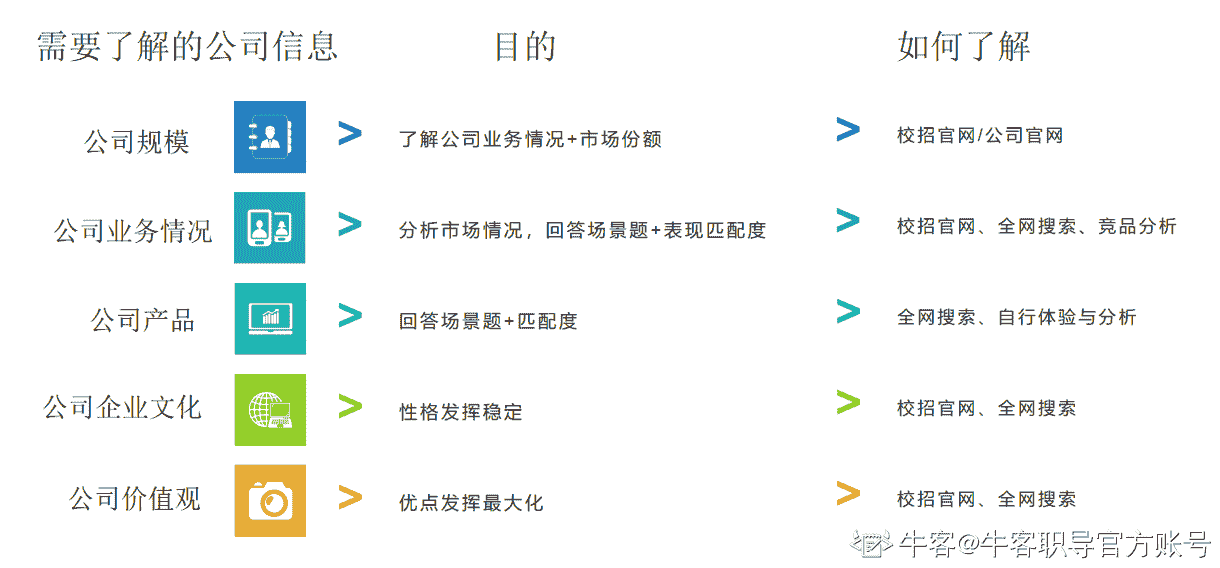 需要了解的公司信息 目的 如何了解
公司规模 > 了解公司业务情况+市场份额 > 校招官网/公司官网
公司业务情况 > 分析市场情况，回答场景题+表现匹配度 > 校招官网、全网搜索、竞品分析
公司产品 > 回答场景题+匹配度 > 全网搜索、自行体验与分析
公司企业文化 > 性格发挥稳定 > 校招官网、全网搜索
公司价值观 > 优点发挥最大化 > 校招官网、全网搜索
牛客@牛客职导官方账号